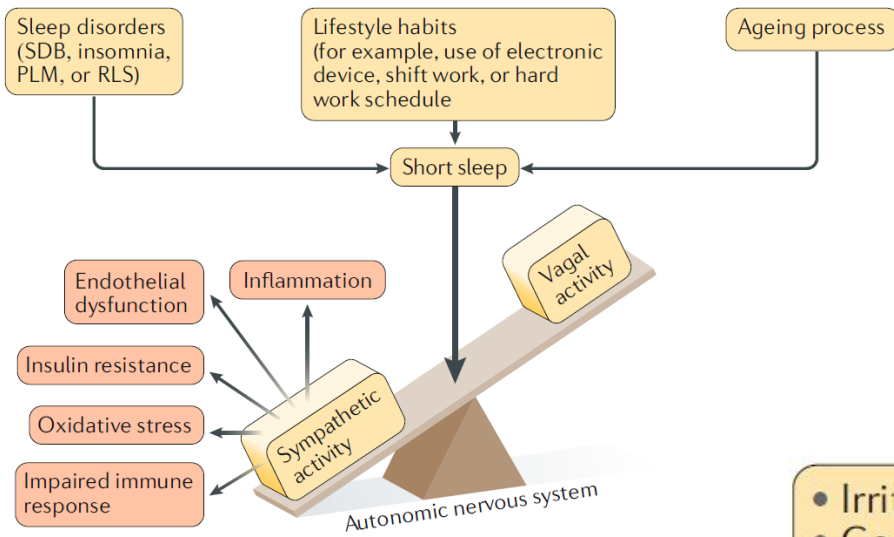 Sleep disorders
(SDB, insomnia,
PLM, or RLS)
Lifestyle habits
(for example, use of electronic
device, shift work, or hard
work schedule
Ageing process
Short sleep
Vagal
activity
Endothelial
dysfunction
Inflammation
Insulin resistance
Oxidative stress
Impaired immune
response
Sympathetic
activity
Autonomic nervous system